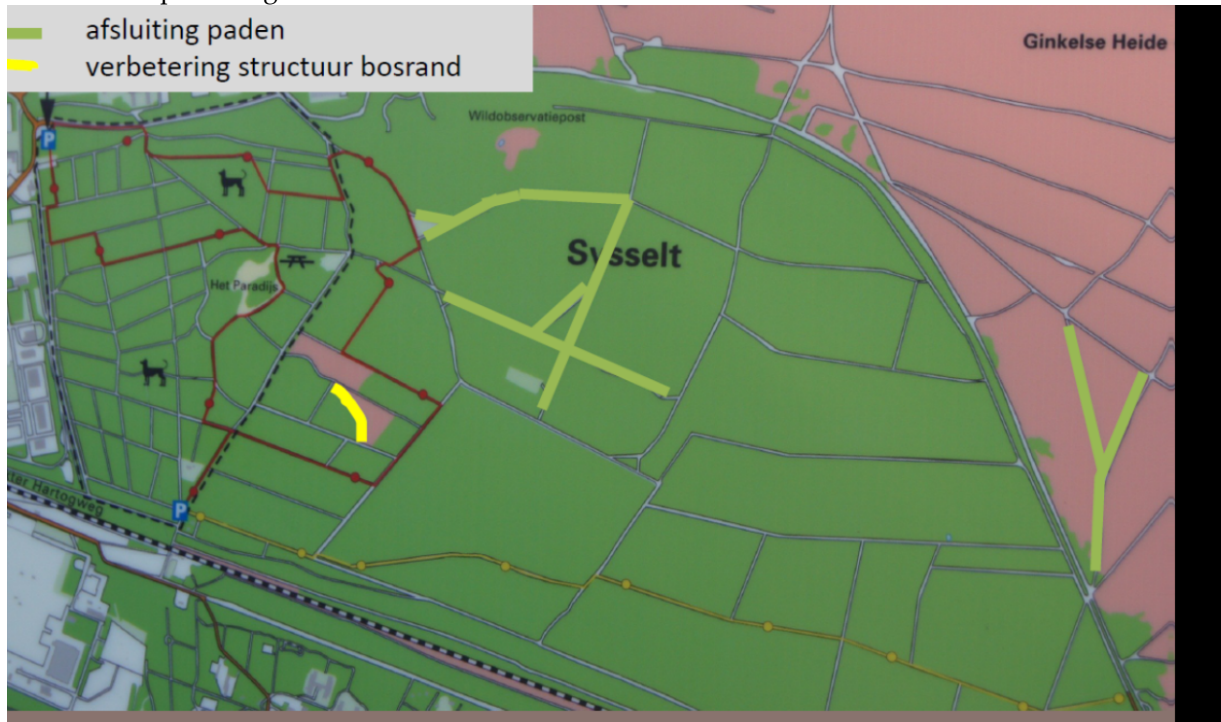 afsluiting paden
verbetering structuur bosrand
Ginkelse Heide
Wildobservatiepost
P
Sysselt
Het Paradijs
ter Hartogweg
P